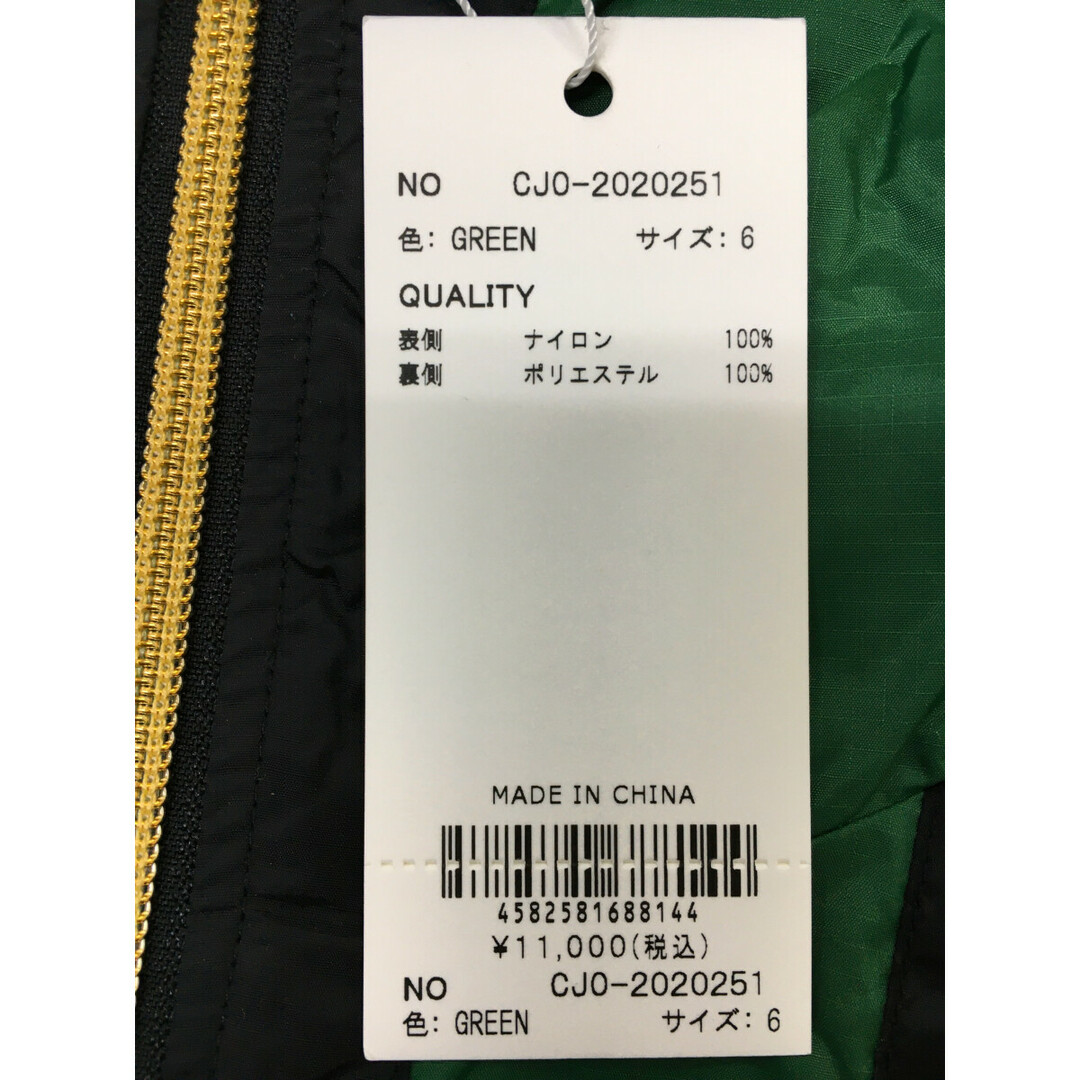 NO CJO-2020251
色: GREEN サイズ: 6
QUALITY
表側 ナイロン 100%
裏側 ポリエステル 100%
MADE IN CHINA
4582581688144
¥11,000(税込)
NO CJO-2020251
色: GREEN サイズ: 6